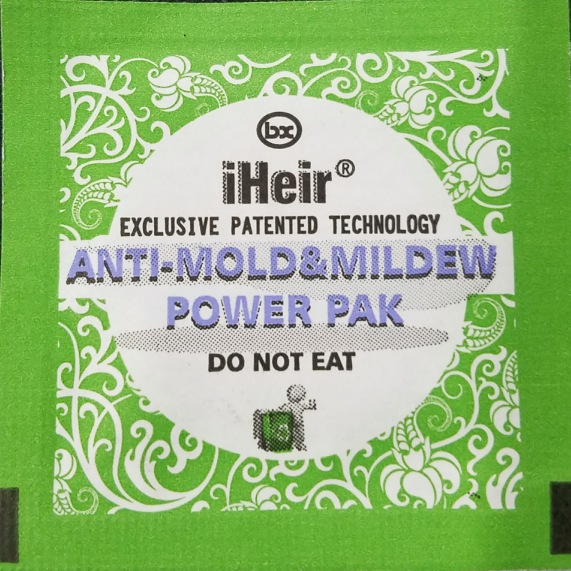 bx
iHeir®
EXCLUSIVE PATENTED TECHNOLOGY
ANTI-MOLD&MILDEW
POWER PAK
DO NOT EAT